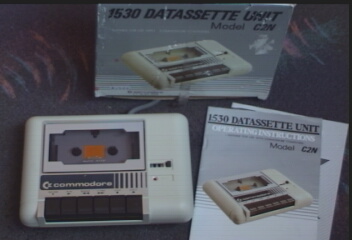 1530 DATASSETTE UNIT
Model C2N
1530 DATASSETTE UNIT
OPERATING INSTRUCTIONS
Model C2N
commodore